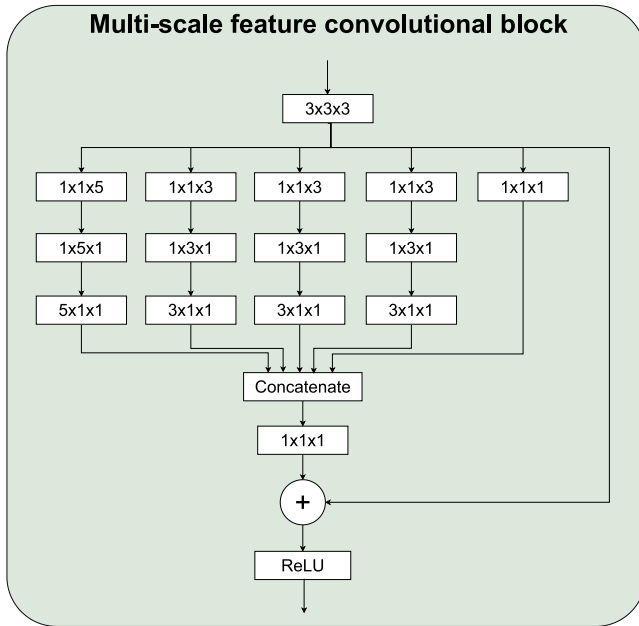 Multi-scale feature convolutional block
3x3x3
1x1x5 1x1x3 1x1x3 1x1x3 1x1x1
1x5x1 1x3x1 1x3x1 1x3x1
5x1x1 3x1x1 3x1x1 3x1x1
Concatenate
1x1x1
+
ReLU